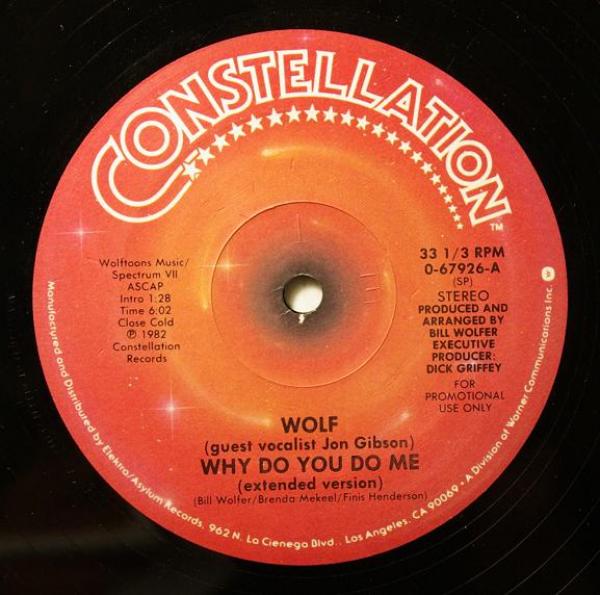 CONSTELLATION™
Wolftoons Music/
Spectrum VII
ASCAP
Intro 1:28
Time 6:02
Close Cold
℗ 1982
Constellation
Records
33 1/3 RPM
0-67926-A
(SP)
STEREO
PRODUCED AND
ARRANGED BY
BILL WOLFER
EXECUTIVE
PRODUCER:
DICK GRIFFEY
FOR
PROMOTIONAL
USE ONLY
WOLF
(guest vocalist Jon Gibson)
WHY DO YOU DO ME
(extended version)
(Bill Wolfer/Brenda Mekeel/Finis Henderson)
Manufactured and Distributed by Elektra/Asylum Records, 962 N. La Cienega Blvd., Los Angeles, CA 90069 • A Division of Warner Communications Inc.